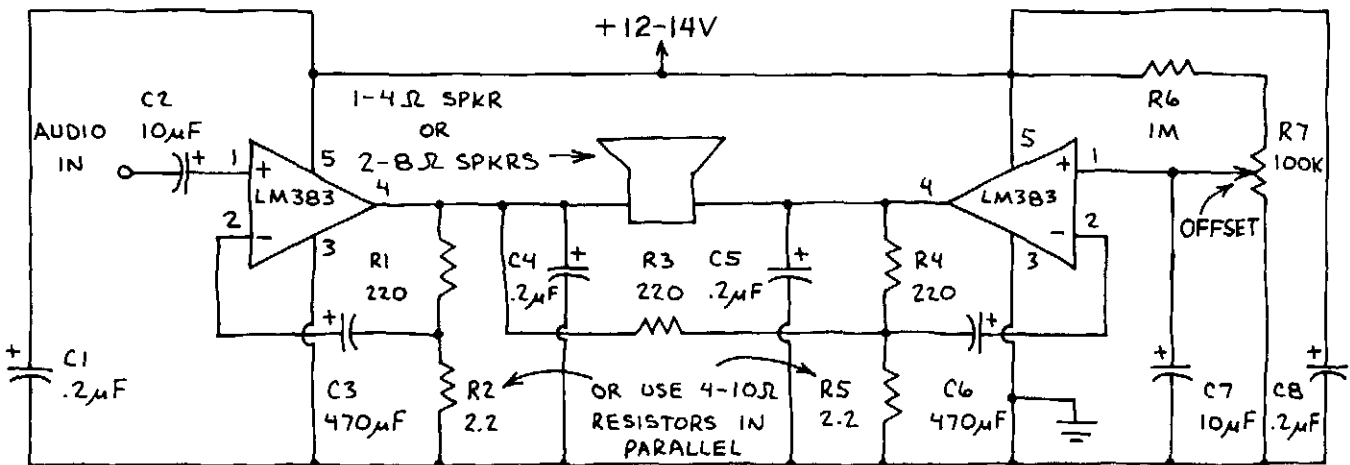 +12-14V
C2
10µF
AUDIO
IN
1
+
5
LM383
4
2
-
3
1-4Ω SPKR
OR
2-8Ω SPKRS
R6
1M
R7
100K
5
+
1
LM383
4
2
-
3
OFFSET
R1
220
C4
+
.2µF
R3
220
C5
+
.2µF
R4
220
+
C1
.2µF
+
C3
470µF
R2
2.2
OR USE 4-10Ω
RESISTORS IN
PARALLEL
R5
2.2
+
C6
470µF
+
C7
10µF
+
C8
.2µF
+